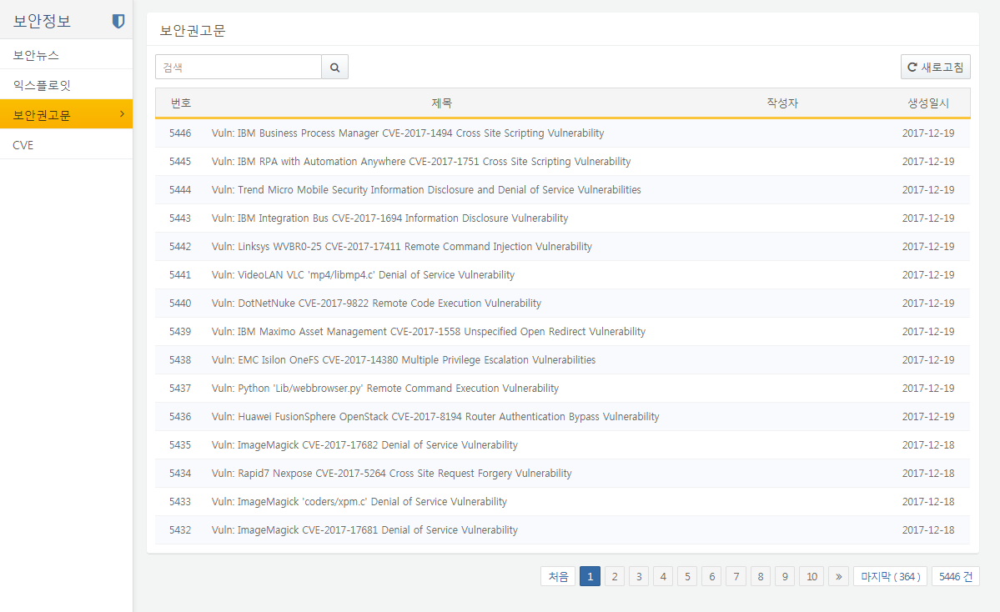 보안정보
보안뉴스
익스플로잇
보안권고문
CVE
보안권고문
검색
새로고침
번호 제목 작성자 생성일시
5446 Vuln: IBM Business Process Manager CVE-2017-1494 Cross Site Scripting Vulnerability 2017-12-19
5445 Vuln: IBM RPA with Automation Anywhere CVE-2017-1751 Cross Site Scripting Vulnerability 2017-12-19
5444 Vuln: Trend Micro Mobile Security Information Disclosure and Denial of Service Vulnerabilities 2017-12-19
5443 Vuln: IBM Integration Bus CVE-2017-1694 Information Disclosure Vulnerability 2017-12-19
5442 Vuln: Linksys WVBR0-25 CVE-2017-17411 Remote Command Injection Vulnerability 2017-12-19
5441 Vuln: VideoLAN VLC 'mp4/libmp4.c' Denial of Service Vulnerability 2017-12-19
5440 Vuln: DotNetNuke CVE-2017-9822 Remote Code Execution Vulnerability 2017-12-19
5439 Vuln: IBM Maximo Asset Management CVE-2017-1558 Unspecified Open Redirect Vulnerability 2017-12-19
5438 Vuln: EMC Isilon OneFS CVE-2017-14380 Multiple Privilege Escalation Vulnerabilities 2017-12-19
5437 Vuln: Python 'Lib/webbrowser.py' Remote Command Execution Vulnerability 2017-12-19
5436 Vuln: Huawei FusionSphere OpenStack CVE-2017-8194 Router Authentication Bypass Vulnerability 2017-12-19
5435 Vuln: ImageMagick CVE-2017-17682 Denial of Service Vulnerability 2017-12-18
5434 Vuln: Rapid7 Nexpose CVE-2017-5264 Cross Site Request Forgery Vulnerability 2017-12-18
5433 Vuln: ImageMagick 'coders/xpm.c' Denial of Service Vulnerability 2017-12-18
5432 Vuln: ImageMagick CVE-2017-17681 Denial of Service Vulnerability 2017-12-18
처음 1 2 3 4 5 6 7 8 9 10 » 마지막 ( 364 ) 5446 건